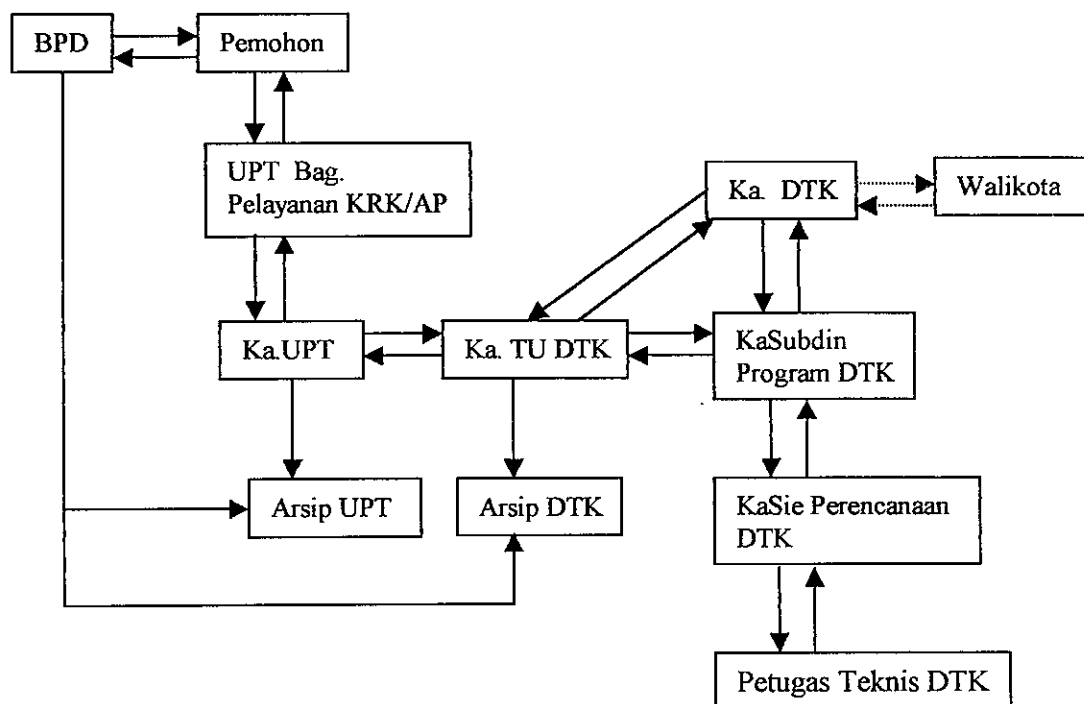 BPD
Pemohon
UPT Bag.
Pelayanan KRK/AP
Ka. DTK
Walikota
Ka.UPT
Ka. TU DTK
KaSubdin
Program DTK
Arsip UPT
Arsip DTK
KaSie Perencanaan
DTK
Petugas Teknis DTK